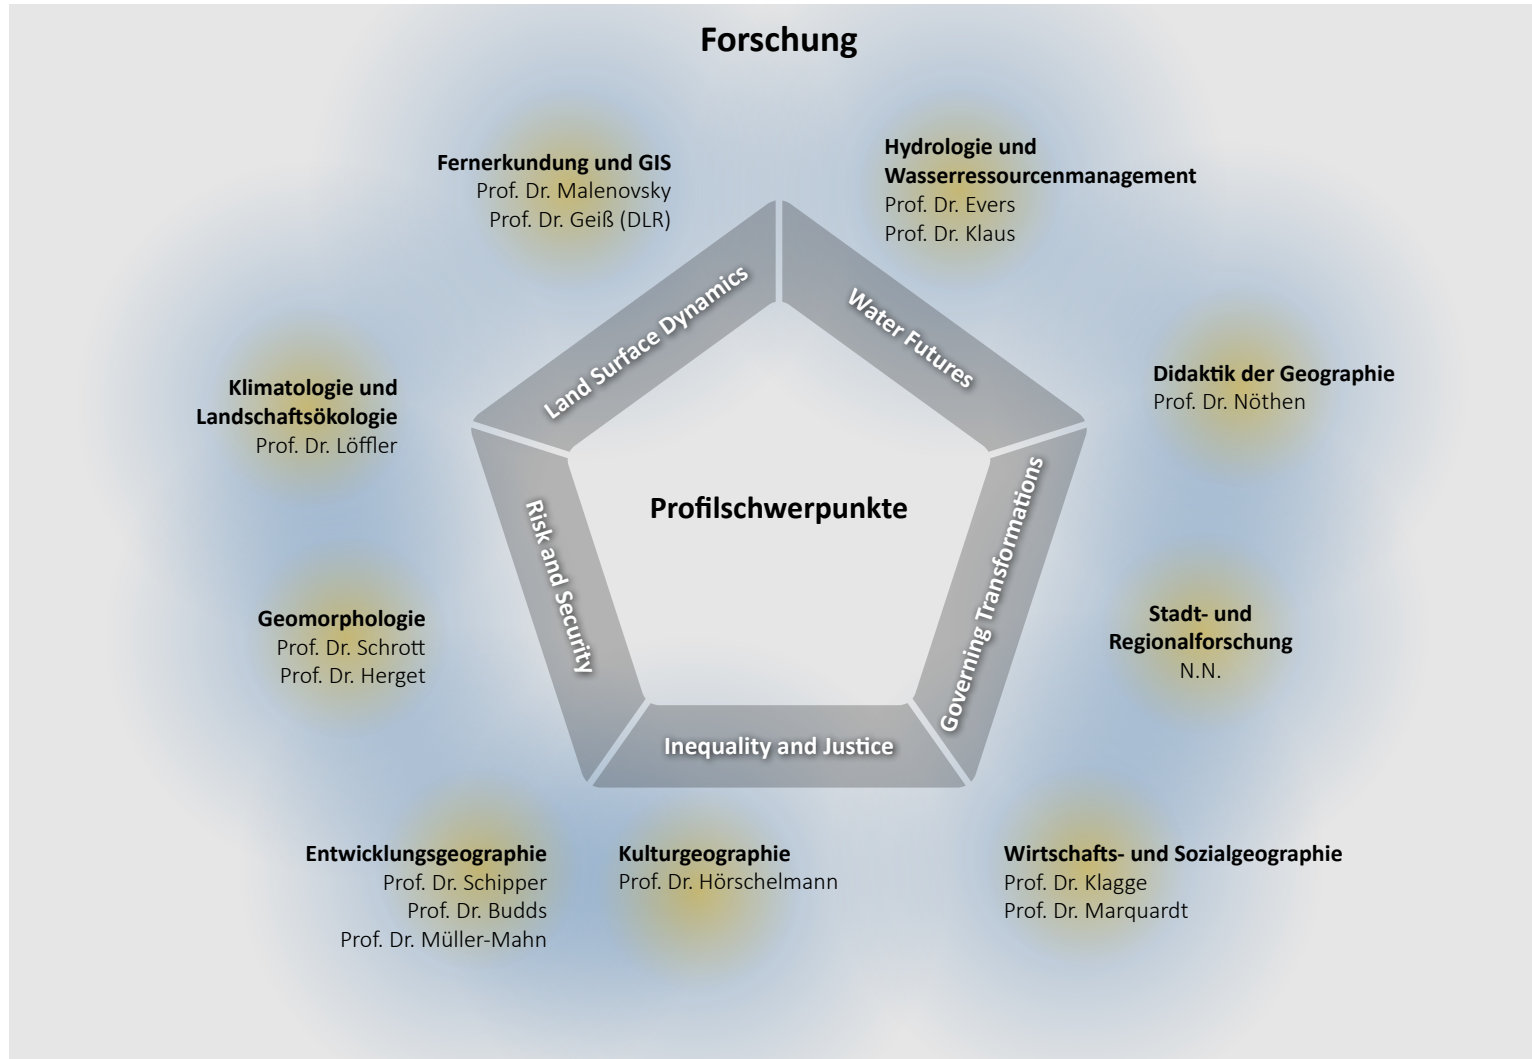 Forschung
Fernerkundung und GIS
Prof. Dr. Malenovsky
Prof. Dr. Geiß (DLR)
Hydrologie und
Wasserressourcenmanagement
Prof. Dr. Evers
Prof. Dr. Klaus
Land Surface Dynamics
Water Futures
Klimatologie und
Landschaftsökologie
Prof. Dr. Löffler
Didaktik der Geographie
Prof. Dr. Nöthen
Profilschwerpunkte
Risk and Security
Governing Transformations
Geomorphologie
Prof. Dr. Schrott
Prof. Dr. Herget
Stadt- und
Regionalforschung
N.N.
Inequality and Justice
Entwicklungsgeographie
Prof. Dr. Schipper
Prof. Dr. Budds
Prof. Dr. Müller-Mahn
Kulturgeographie
Prof. Dr. Hörschelmann
Wirtschafts- und Sozialgeographie
Prof. Dr. Klagge
Prof. Dr. Marquardt